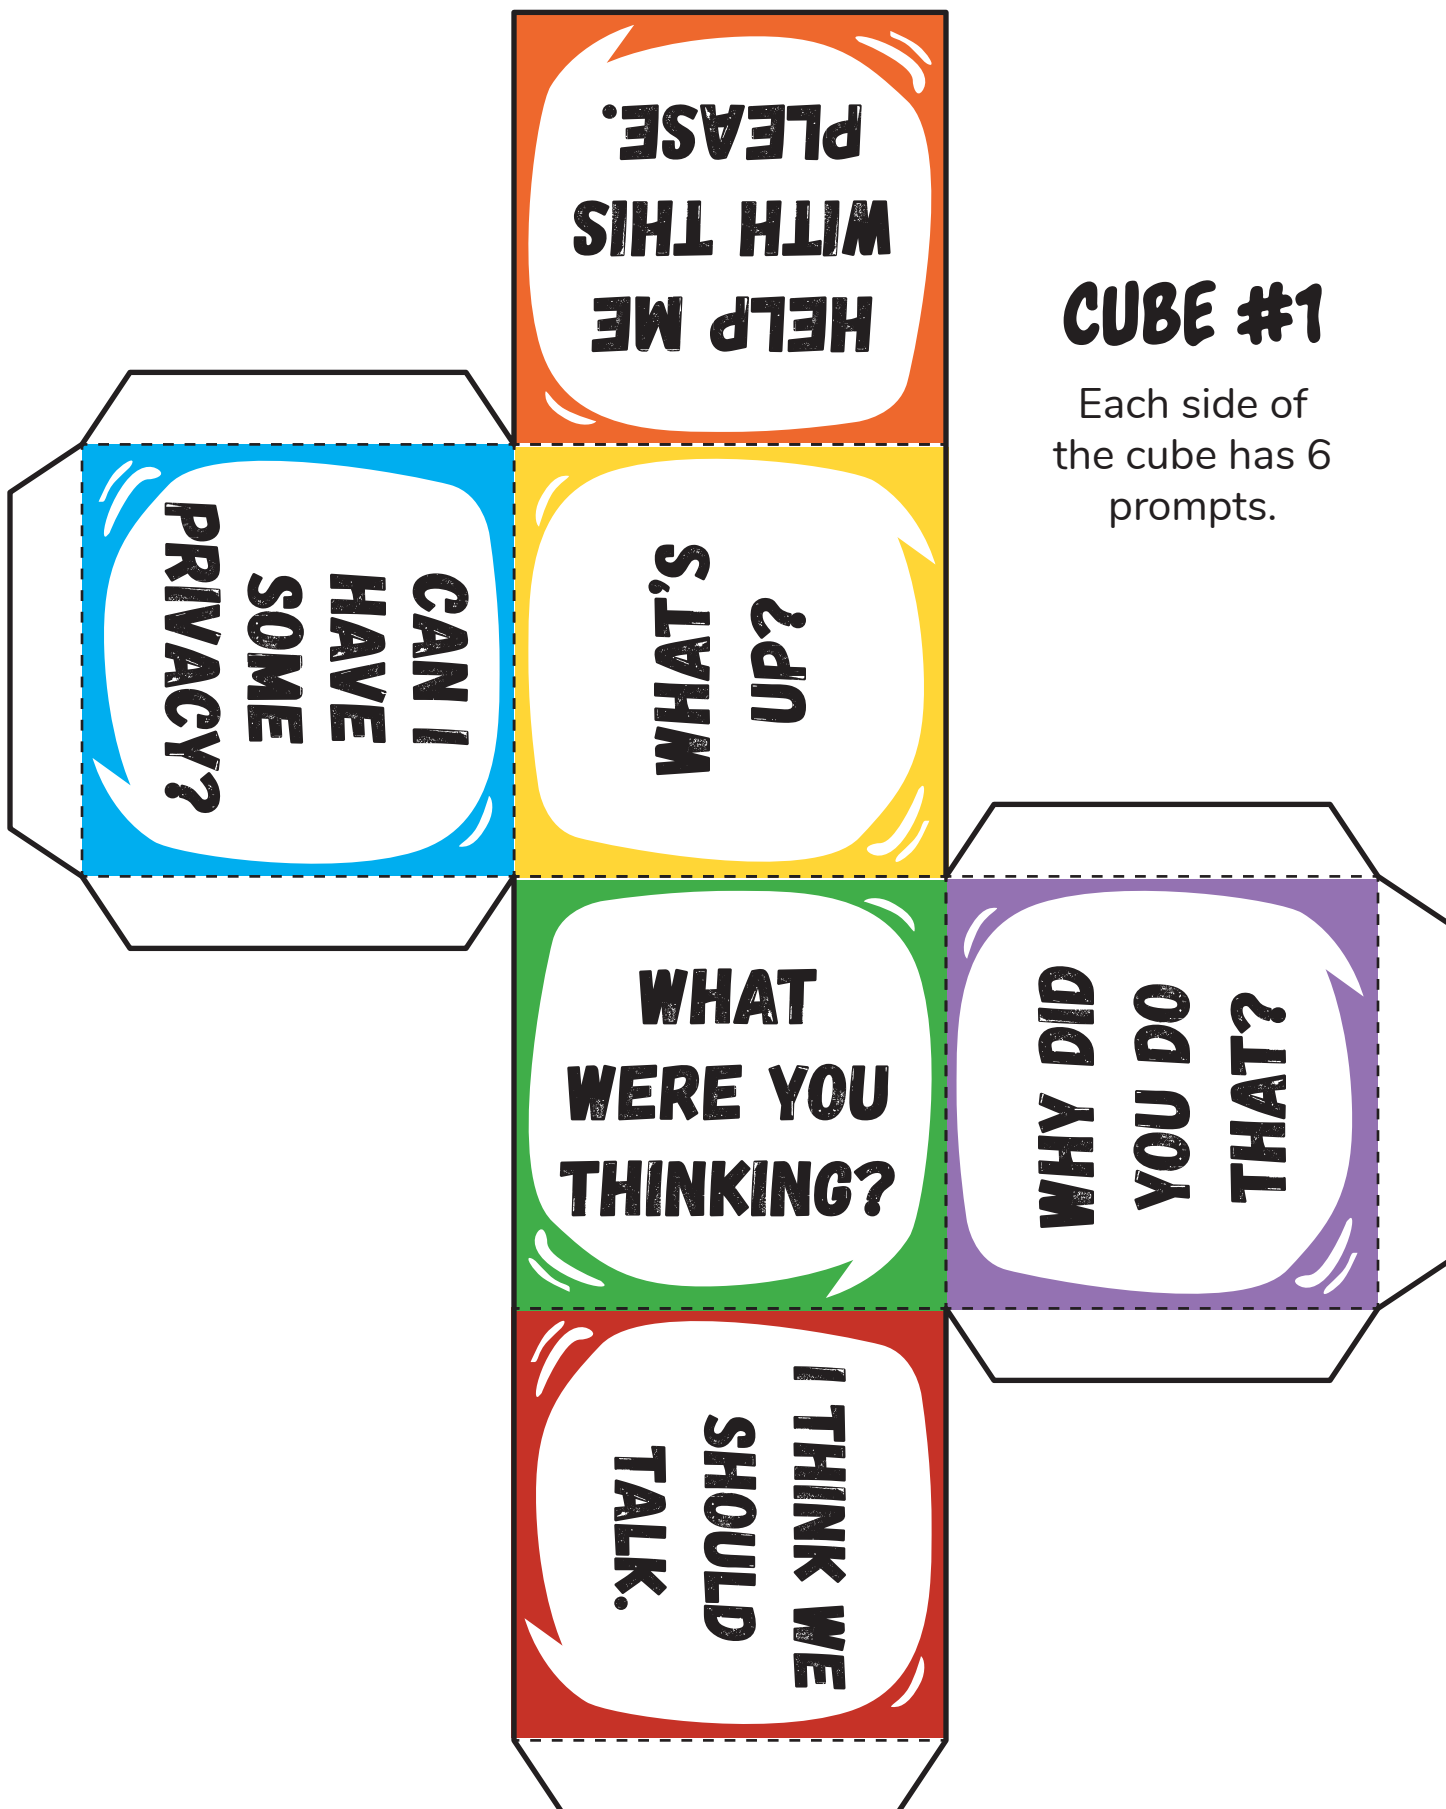 HELP ME
WITH THIS
PLEASE.
CUBE #1
Each side of
the cube has 6
prompts.
CAN I
HAVE
SOME
PRIVACY?
WHAT'S
UP?
WHAT
WERE YOU
THINKING?
WHY DID
YOU DO
THAT?
I THINK WE
SHOULD
TALK.